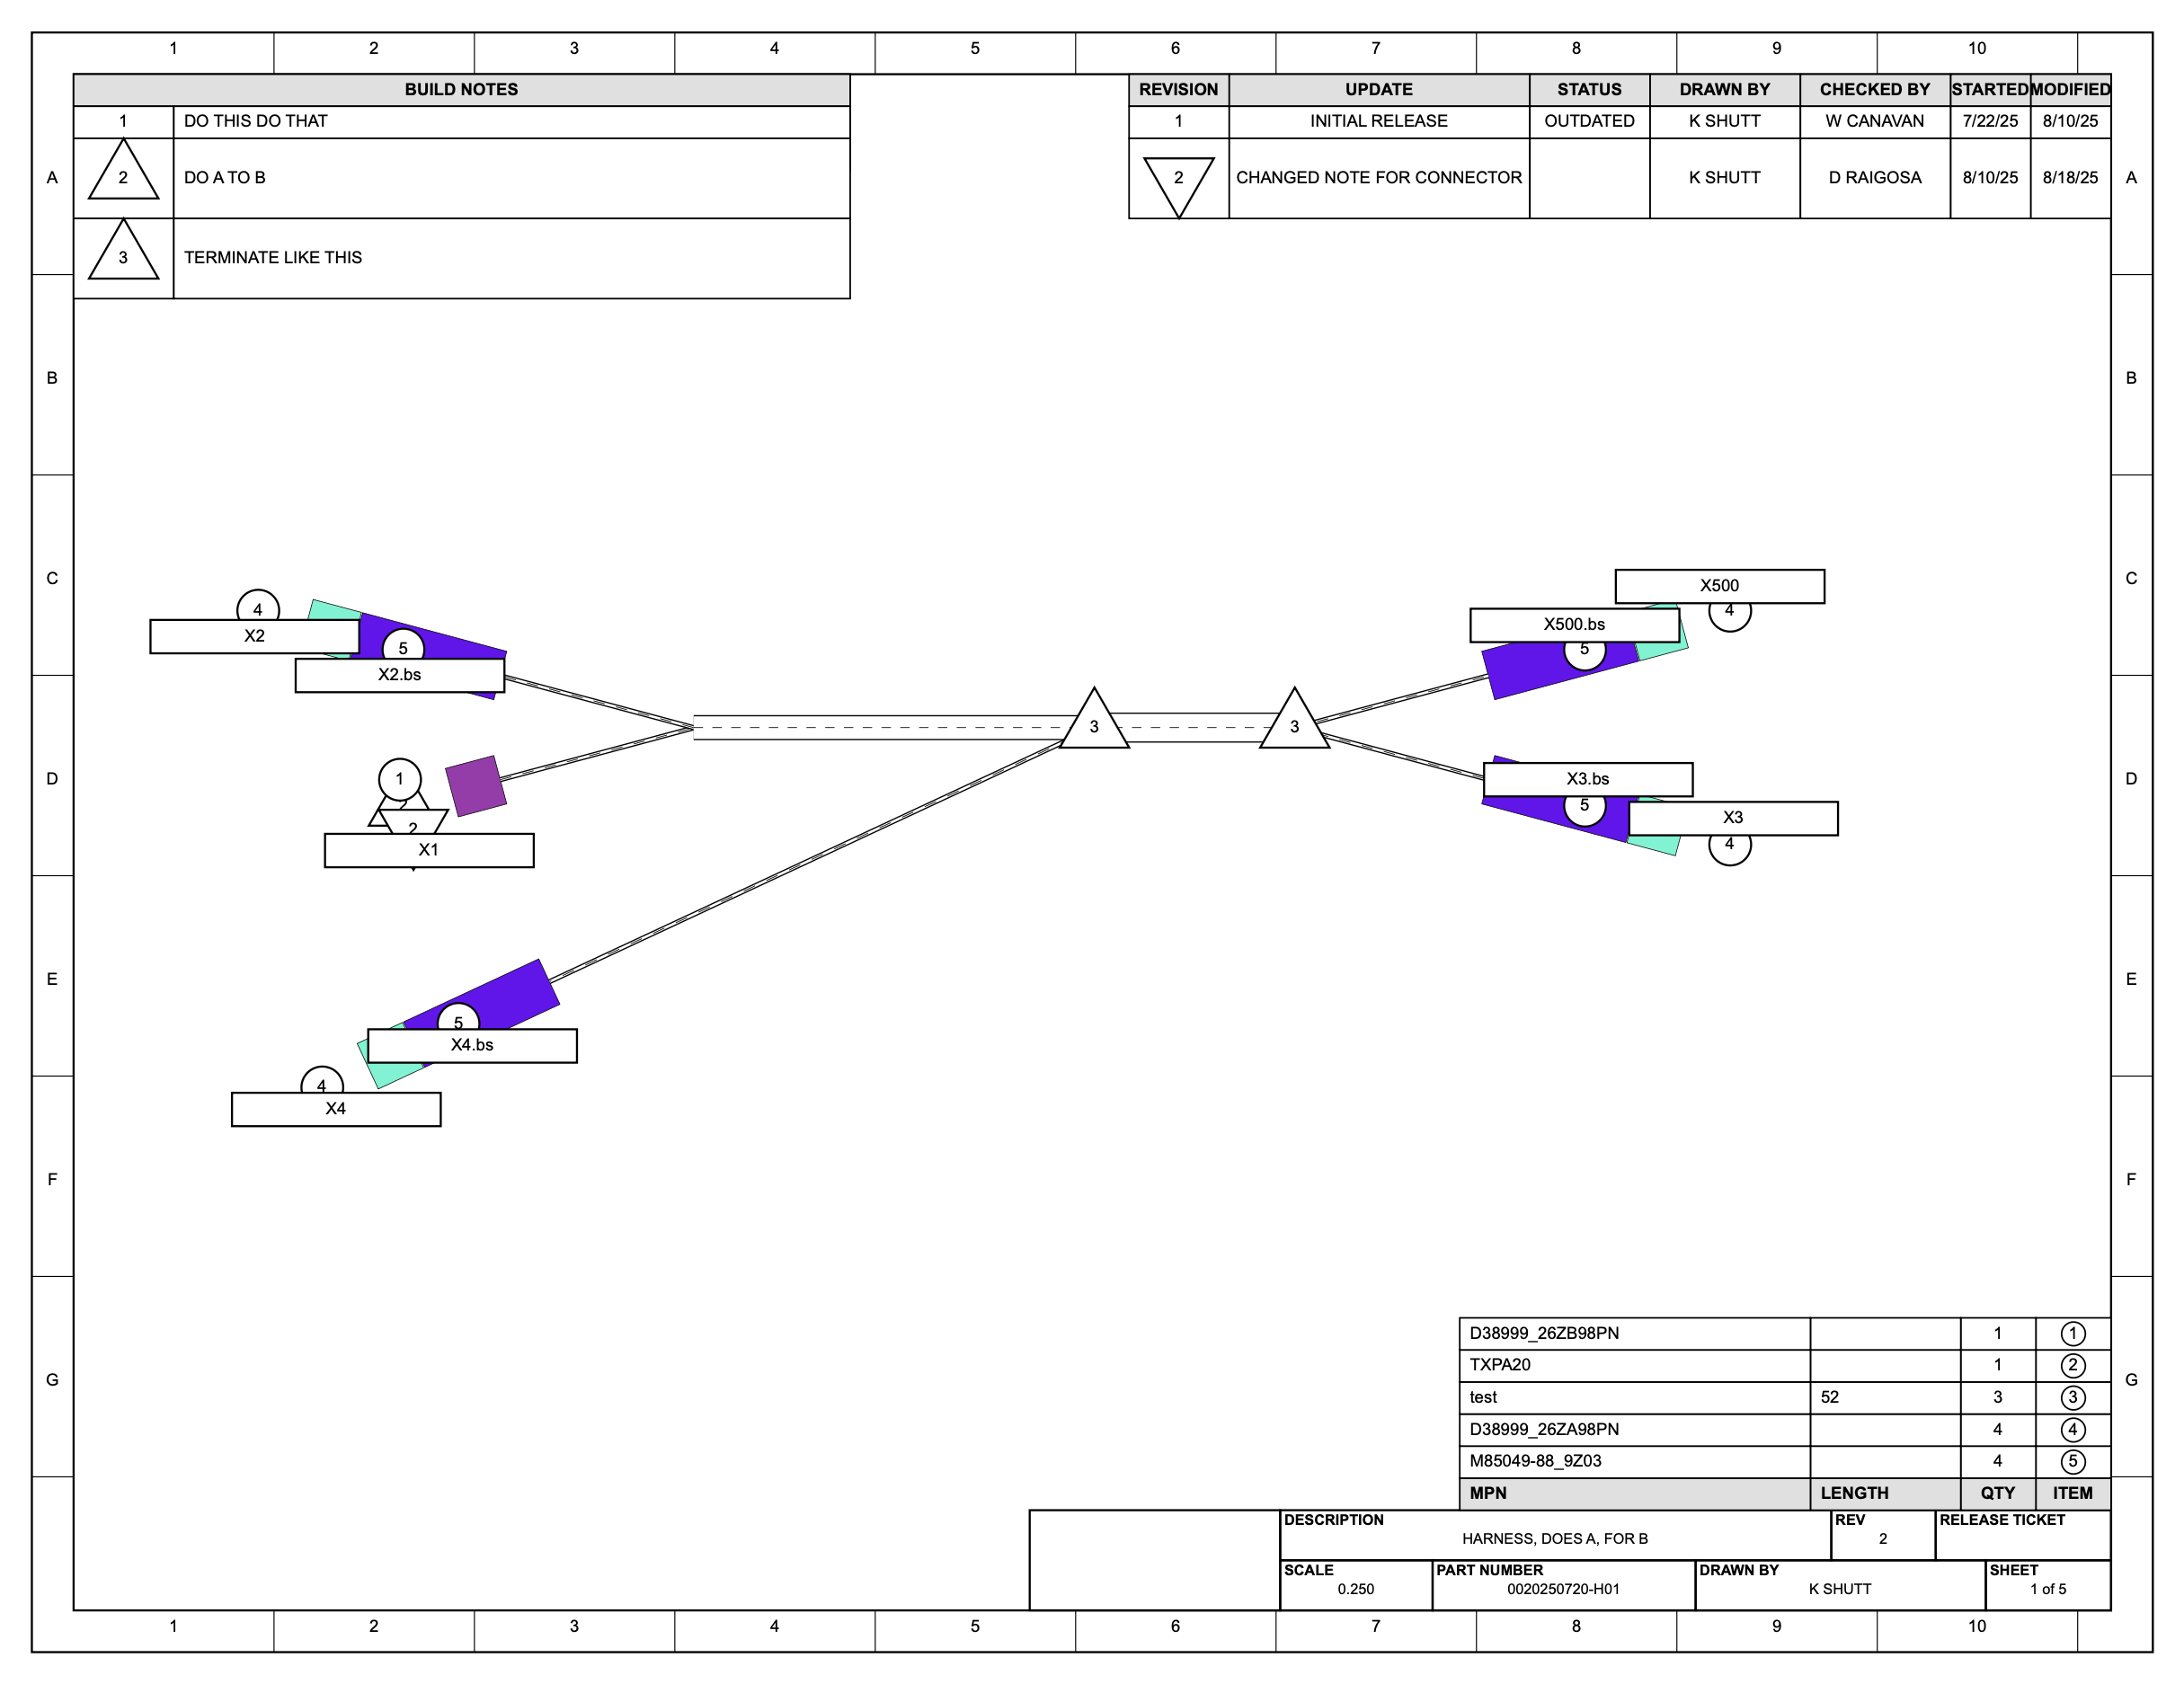 1 2 3 4 5 6 7 8 9 10
BUILD NOTES
1 DO THIS DO THAT
2 DO A TO B
3 TERMINATE LIKE THIS
REVISION UPDATE STATUS DRAWN BY CHECKED BY STARTED MODIFIED
1 INITIAL RELEASE OUTDATED K SHUTT W CANAVAN 7/22/25 8/10/25
2 CHANGED NOTE FOR CONNECTOR K SHUTT D RAIGOSA 8/10/25 8/18/25
A A
B B
C C
D D
E E
F F
G G
4
X2
5
X2.bs
X500
4
X500.bs
5
3 3
1
2
2
X1
X3.bs
5
X3
4
5
X4.bs
4
X4
D38999_26ZB98PN 1 1
TXPA20 1 2
test 52 3 3
D38999_26ZA98PN 4 4
M85049-88_9Z03 4 5
MPN LENGTH QTY ITEM
DESCRIPTION
HARNESS, DOES A, FOR B
REV
2
RELEASE TICKET
SCALE
0.250
PART NUMBER
0020250720-H01
DRAWN BY
K SHUTT
SHEET
1 of 5
1 2 3 4 5 6 7 8 9 10